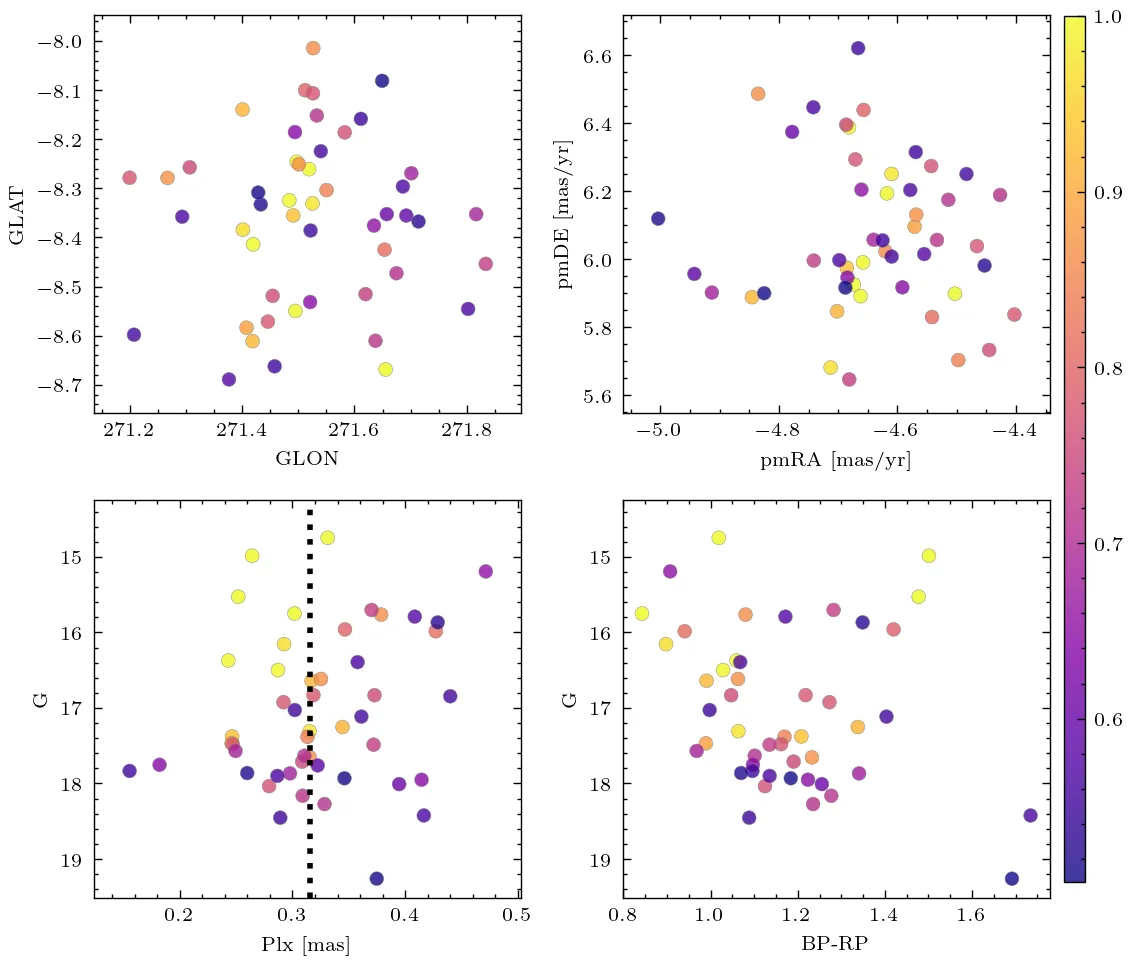 −8.0
−8.1
−8.2
−8.3
−8.4
−8.5
−8.6
−8.7
GLAT
271.2 271.4 271.6 271.8
GLON
6.6
6.4
6.2
6.0
5.8
5.6
pmDE [mas/yr]
−5.0 −4.8 −4.6 −4.4
pmRA [mas/yr]
1.0
0.9
0.8
0.7
0.6
15
16
17
18
19
G
0.2 0.3 0.4 0.5
Plx [mas]
15
16
17
18
19
G
0.8 1.0 1.2 1.4 1.6
BP-RP